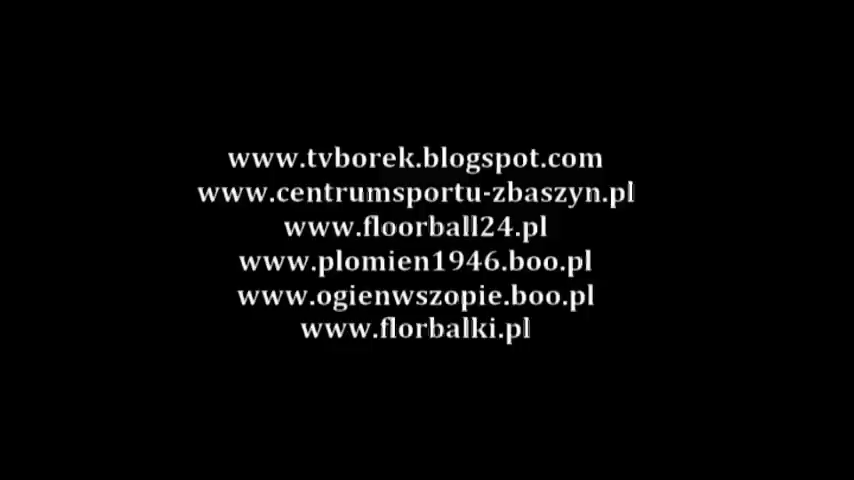 www.tvborek.blogspot.com
www.centrumsportu-zbaszyn.pl
www.floorball24.pl
www.plomien1946.boo.pl
www.ogienwszopie.boo.pl
www.florbalki.pl